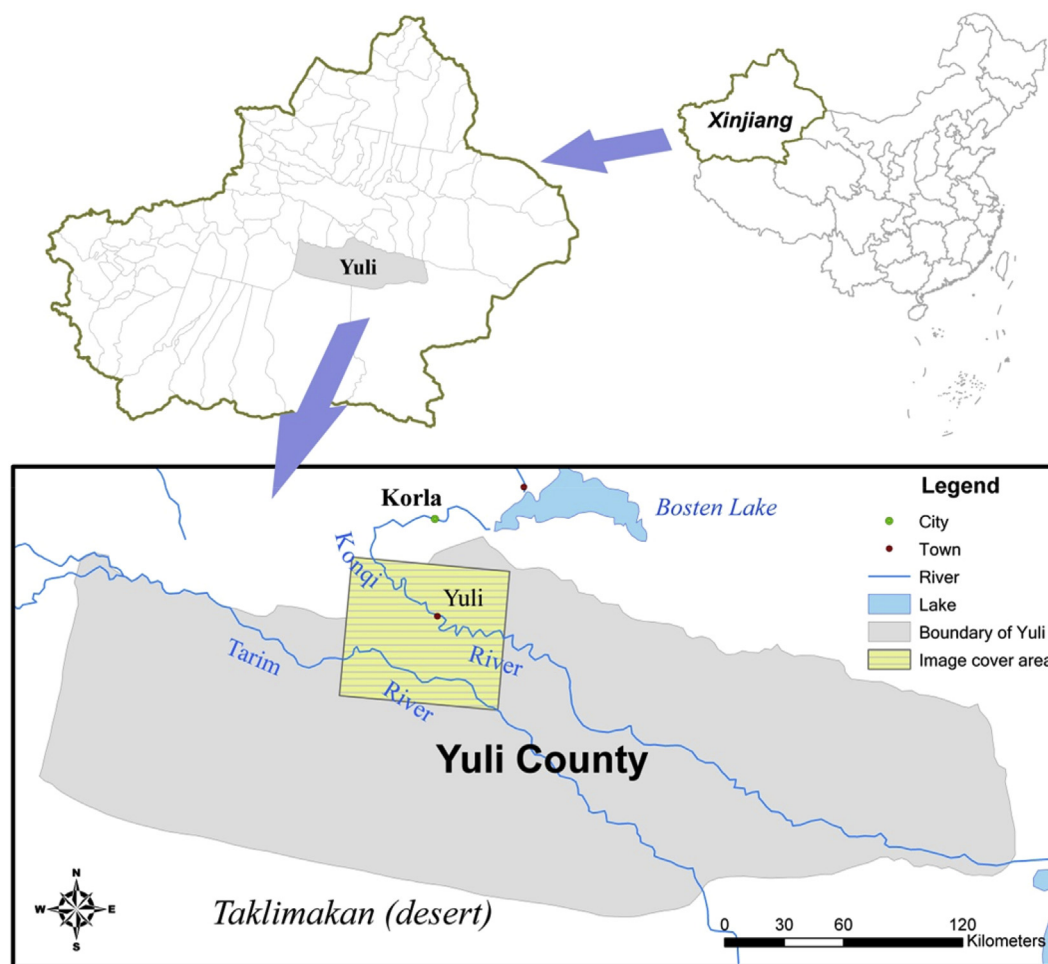 Xinjiang
Yuli
Korla
Bosten Lake
Legend
City
Town
River
Lake
Boundary of Yuli
Image cover area
Konqi
Yuli
River
Tarim
River
Yuli County
N
W E
S
Taklimakan (desert)
0 30 60 120
Kilometers